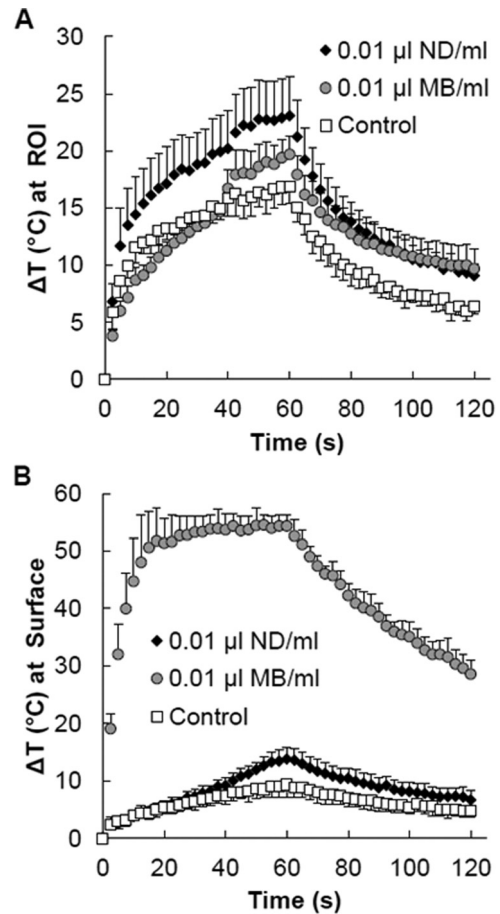 A
ΔT (°C) at ROI
30
25
20
15
10
5
0
◆ 0.01 µl ND/ml
● 0.01 µl MB/ml
□ Control
0 20 40 60 80 100 120
Time (s)
B
ΔT (°C) at Surface
60
50
40
30
20
10
0
◆ 0.01 µl ND/ml
● 0.01 µl MB/ml
□ Control
0 20 40 60 80 100 120
Time (s)